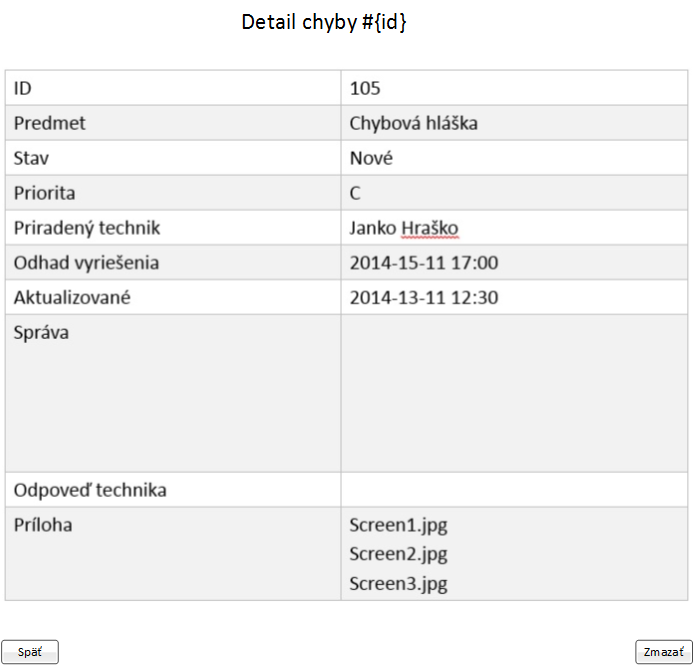 Detail chyby #{id}
ID 105
Predmet Chybová hláška
Stav Nové
Priorita C
Priradený technik Janko Hraško
Odhad vyriešenia 2014-15-11 17:00
Aktualizované 2014-13-11 12:30
Správa
Odpoveď technika
Príloha Screen1.jpg
Screen2.jpg
Screen3.jpg
Späť Zmazať